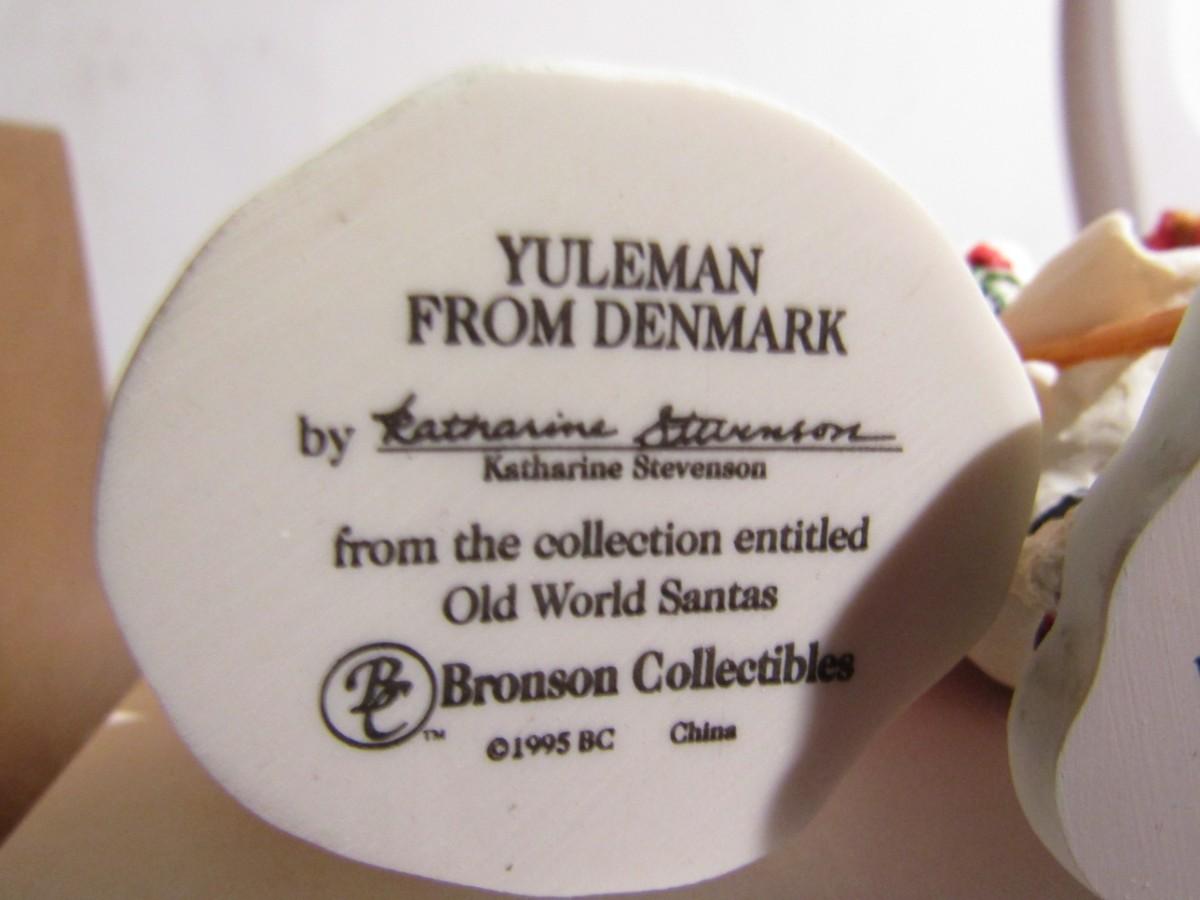 YULEMAN
FROM DENMARK
by Katharine Stevenson
Katharine Stevenson
from the collection entitled
Old World Santas
BC Bronson Collectibles
™
©1995 BC China